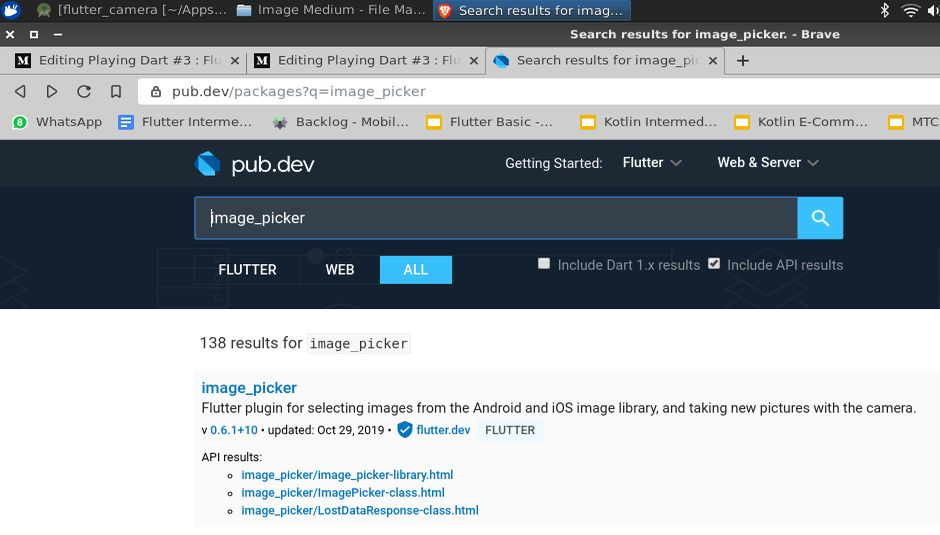 [flutter_camera [~/Apps... Image Medium - File Ma... Search results for imag...
Search results for image_picker. - Brave
Editing Playing Dart #3 : Flu Editing Playing Dart #3 : Flu Search results for image_pic
pub.dev/packages?q=image_picker
WhatsApp Flutter Interme... Backlog - Mobil... Flutter Basic -... Kotlin Intermed... Kotlin E-Comm... MTC
pub.dev Getting Started: Flutter Web & Server
image_picker
FLUTTER WEB ALL Include Dart 1.x results Include API results
138 results for image_picker
image_picker
Flutter plugin for selecting images from the Android and iOS image library, and taking new pictures with the camera.
v 0.6.1+10 • updated: Oct 29, 2019 • flutter.dev FLUTTER
API results:
image_picker/image_picker-library.html
image_picker/ImagePicker-class.html
image_picker/LostDataResponse-class.html